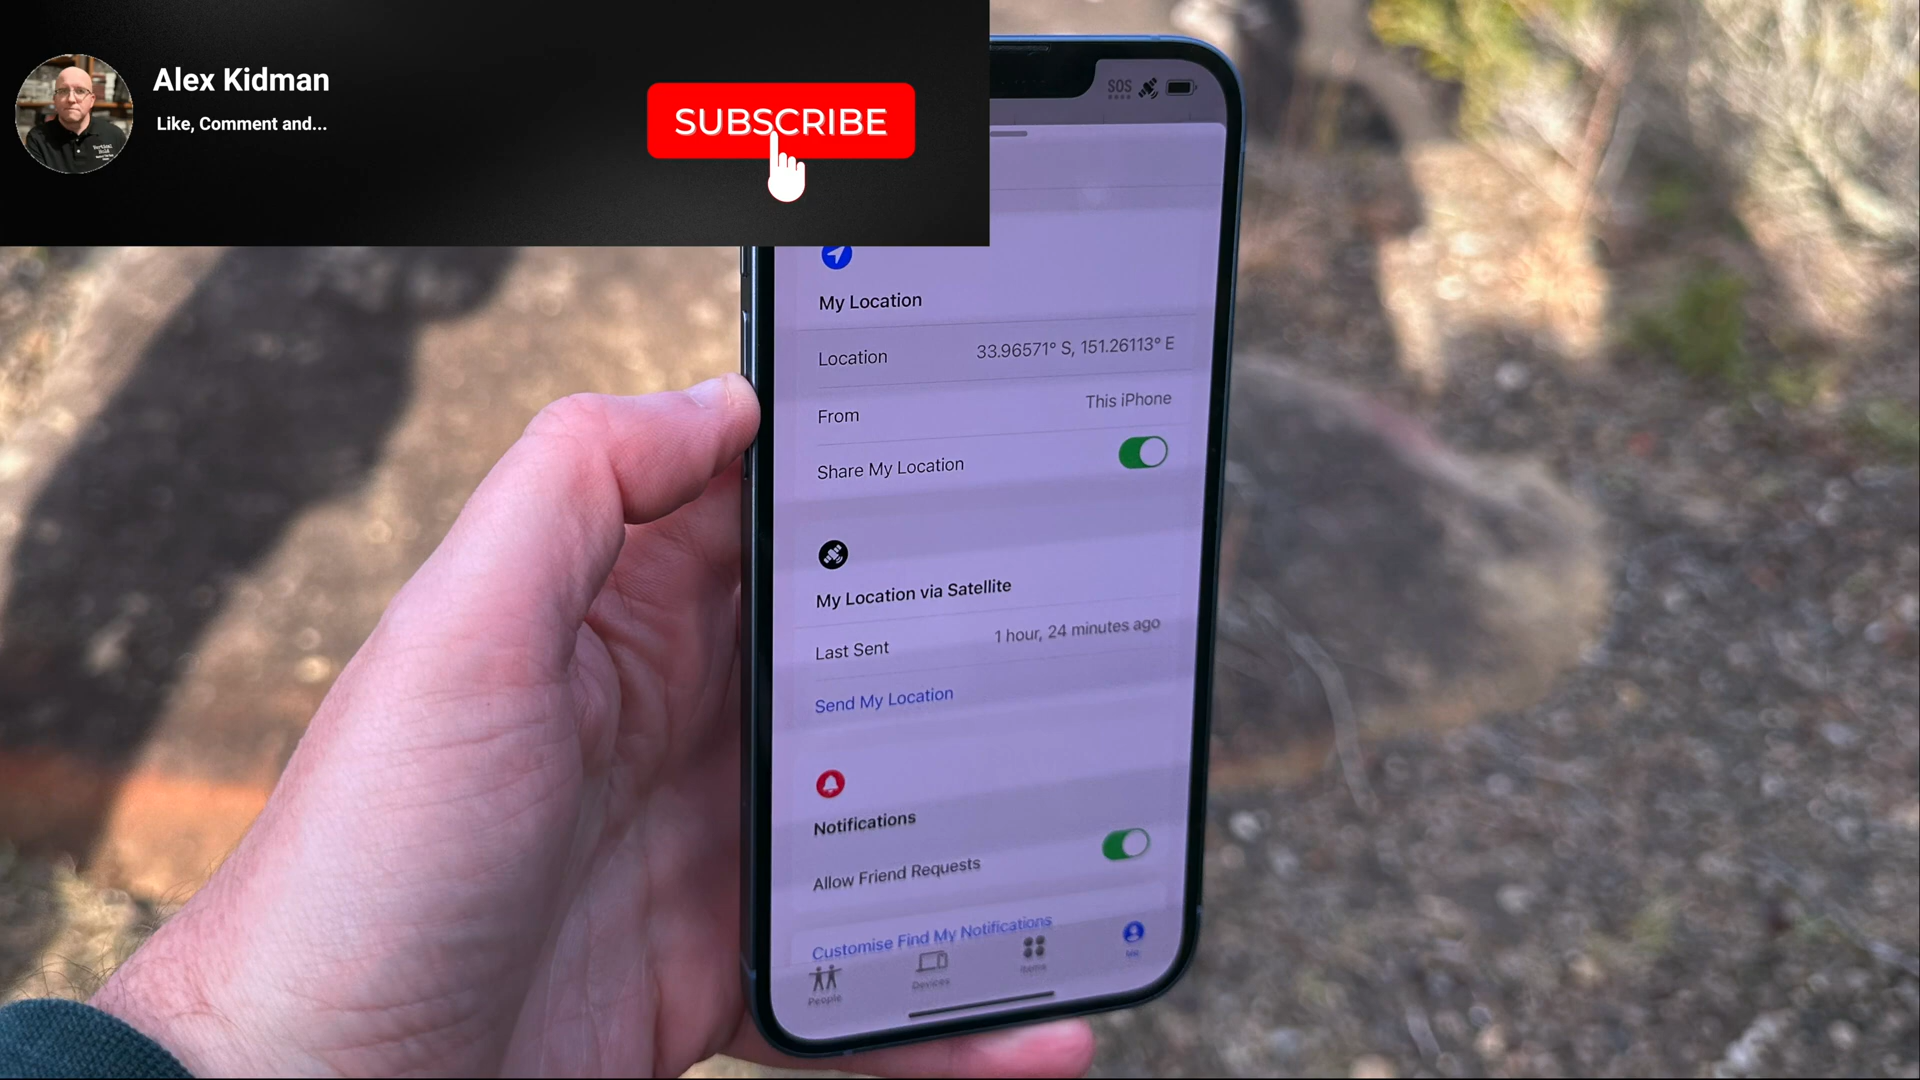 Alex Kidman
Like, Comment and...
SUBSCRIBE
SOS
My Location
Location 33.96571° S, 151.26113° E
From This iPhone
Share My Location
My Location via Satellite
Last Sent 1 hour, 24 minutes ago
Send My Location
Notifications
Allow Friend Requests
Customise Find My Notifications
People Devices Items Me